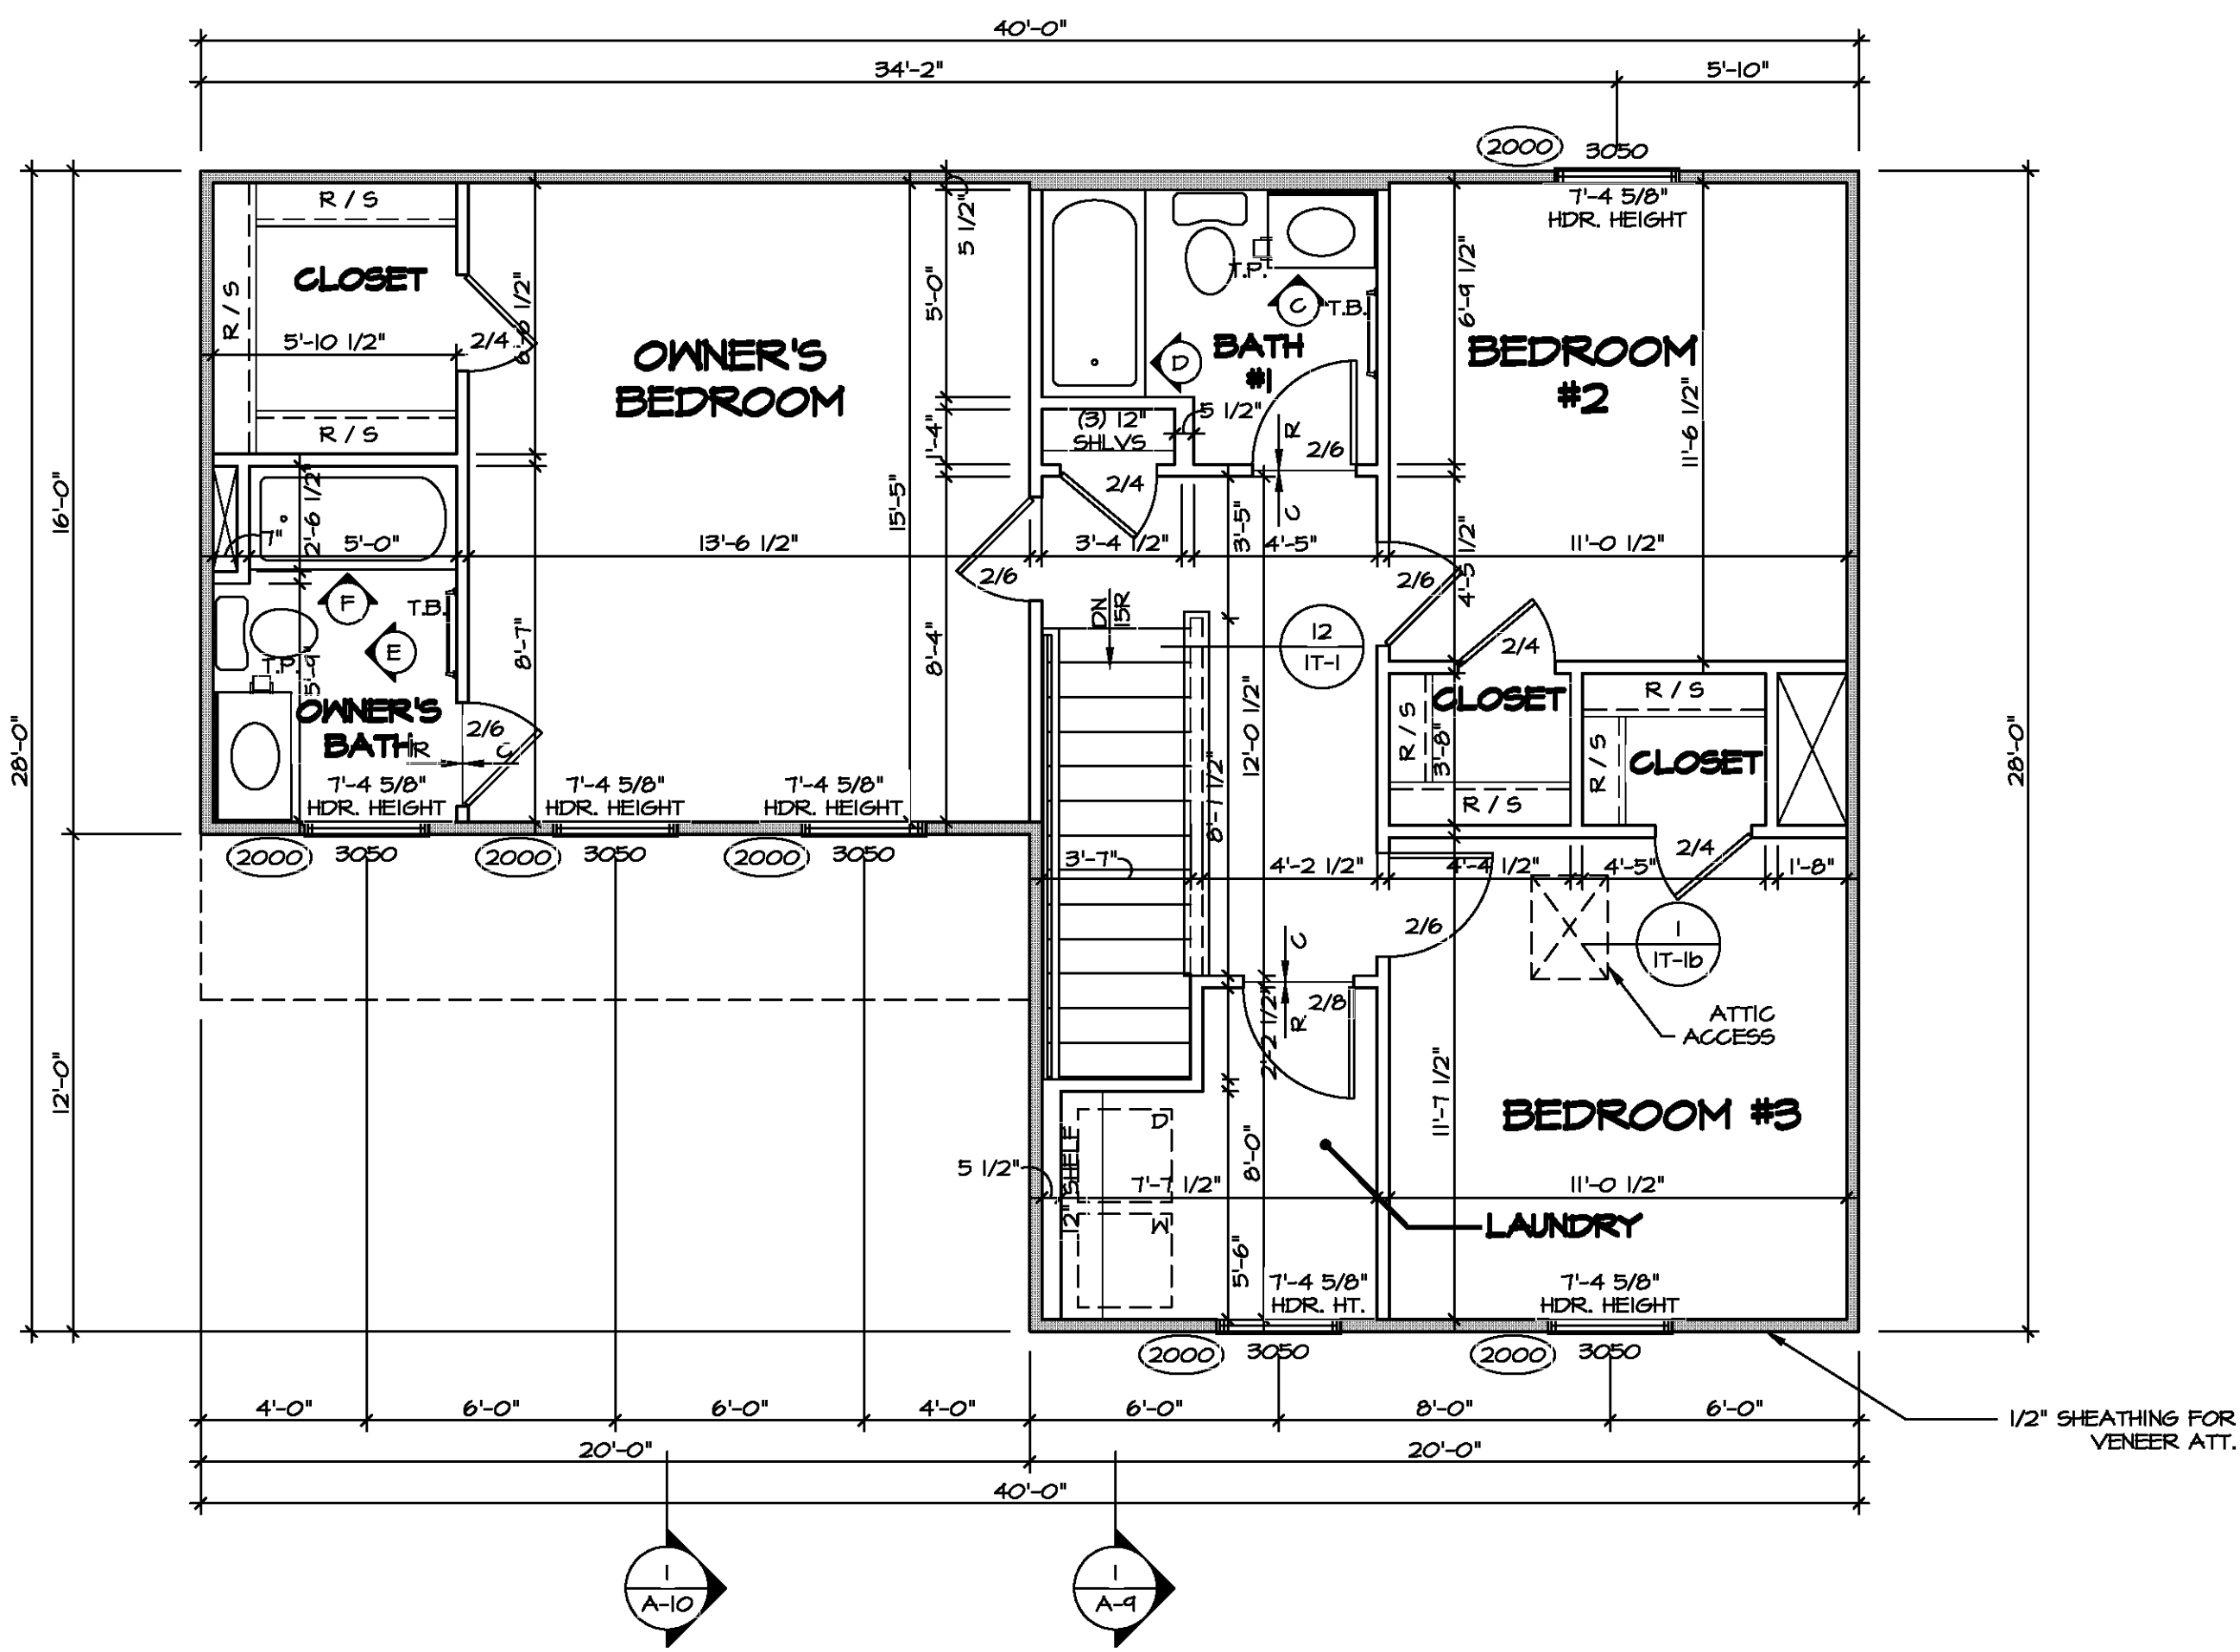 40'-0"
34'-2"
5'-10"
2000
3050
7'-4 5/8"
HDR. HEIGHT
R / S
CLOSET
R / S
5'-10 1/2"
2/4
R / S
OWNER'S
BEDROOM
5 1/2"
5'-0"
1'-4"
15'-5"
8'-4"
T.P.
C
T.B.
D
BATH
#1
5 1/2"
(3) 12"
SHLVS
2/4
R
C
2/6
6'-9 1/2"
BEDROOM
#2
11'-6 1/2"
28'-0"
16'-0"
12'-0"
28'-0"
7"
2'-6 1/2"
5'-0"
13'-6 1/2"
3'-4 1/2"
3'-5"
4'-5"
4'-5 1/2"
11'-0 1/2"
2/6
2/6
F
T.B.
E
T.P.
5'-9"
8'-7"
OWNER'S
BATH
R
C
2/6
DN
15R
12
1T-1
2/4
CLOSET
R / S
3'-8"
R / S
R / S
R / S
CLOSET
2/4
7'-4 5/8"
HDR. HEIGHT
7'-4 5/8"
HDR. HEIGHT
7'-4 5/8"
HDR. HEIGHT
2000
3050
2000
3050
2000
3050
12'-0 1/2"
8'-7 1/2"
3'-7"
4'-2 1/2"
4'-4 1/2"
4'-5"
1'-8"
2/6
1
1T-1b
ATTIC
ACCESS
C
R
2/8
2'-2 1/2"
11'-7 1/2"
BEDROOM #3
D
W
12" SHELF
5 1/2"
7'-7 1/2"
8'-0"
5'-6"
11'-0 1/2"
LAUNDRY
7'-4 5/8"
HDR. HT.
7'-4 5/8"
HDR. HEIGHT
2000
3050
2000
3050
4'-0"
6'-0"
6'-0"
4'-0"
6'-0"
8'-0"
6'-0"
1/2" SHEATHING FOR
VENEER ATT.
20'-0"
20'-0"
40'-0"
1
A-10
1
A-9